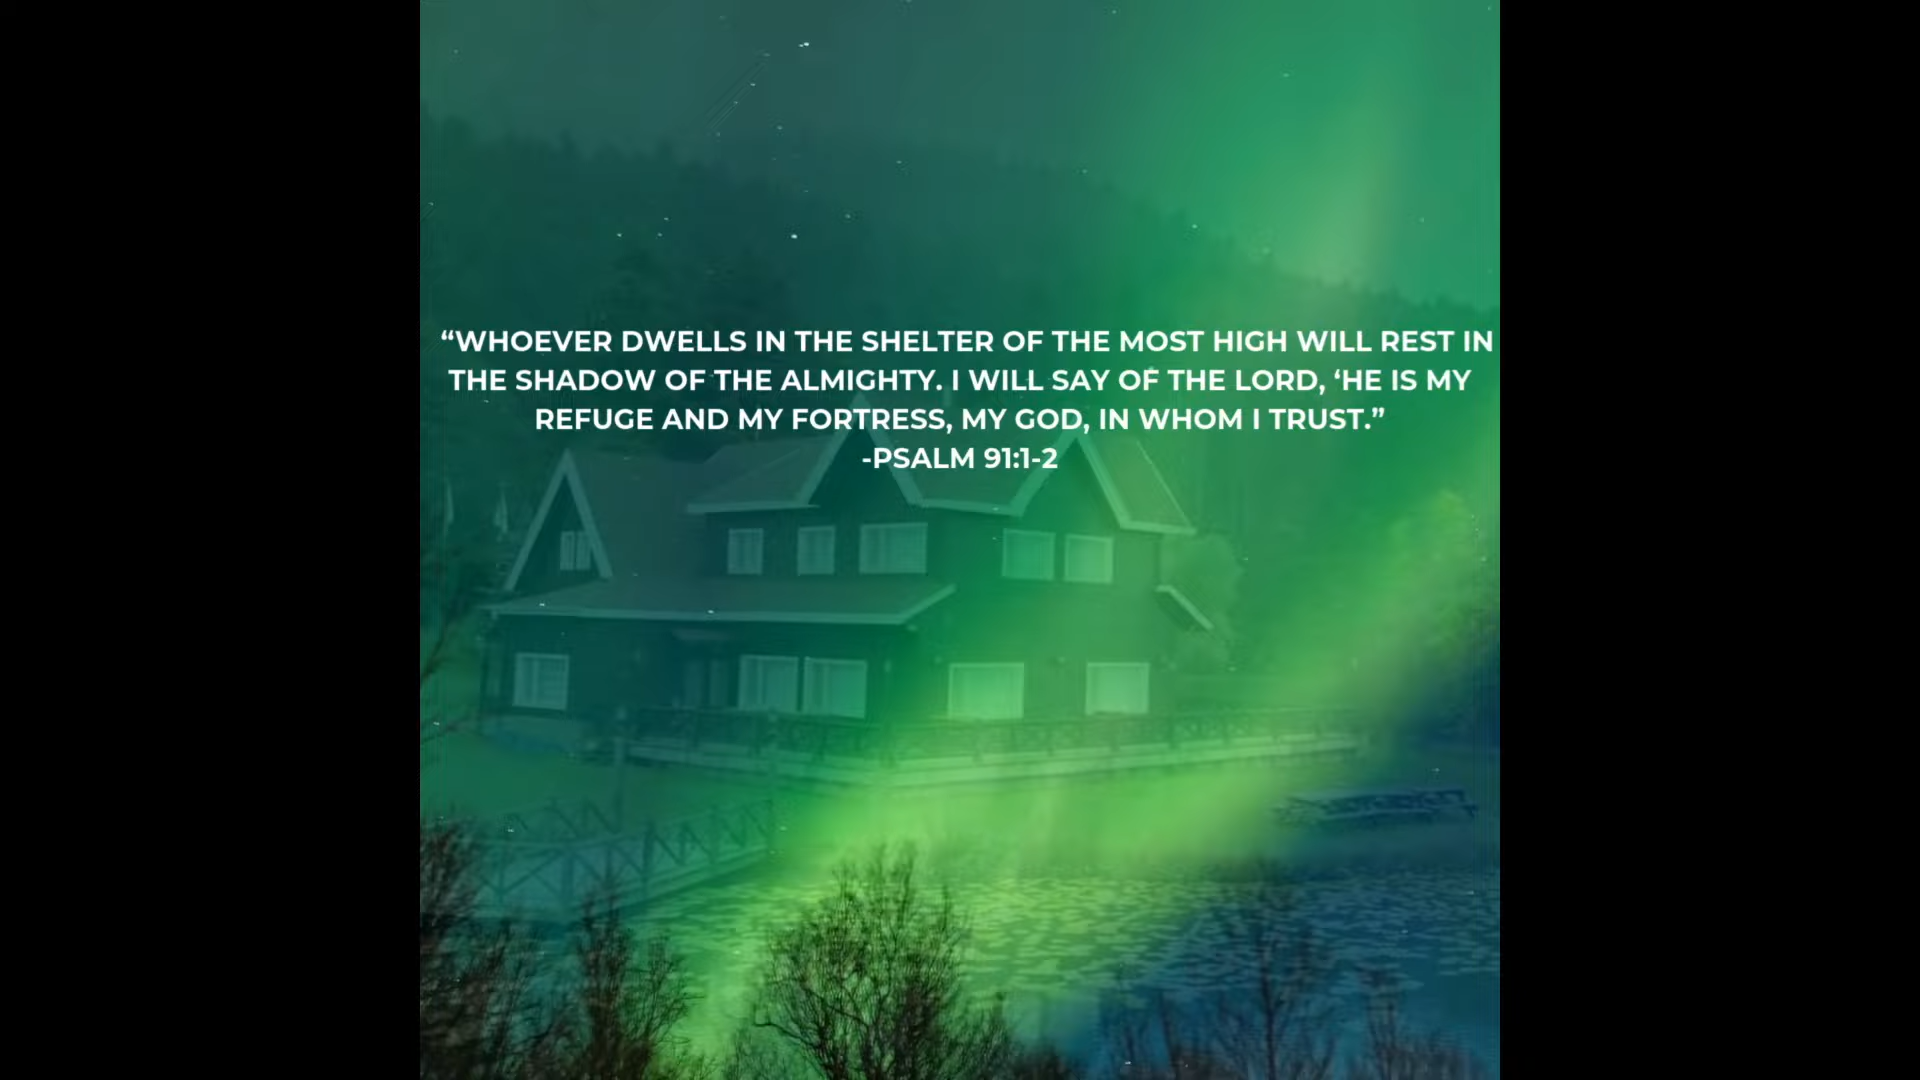 “WHOEVER DWELLS IN THE SHELTER OF THE MOST HIGH WILL REST IN
THE SHADOW OF THE ALMIGHTY. I WILL SAY OF THE LORD, ‘HE IS MY
REFUGE AND MY FORTRESS, MY GOD, IN WHOM I TRUST.”
-PSALM 91:1-2